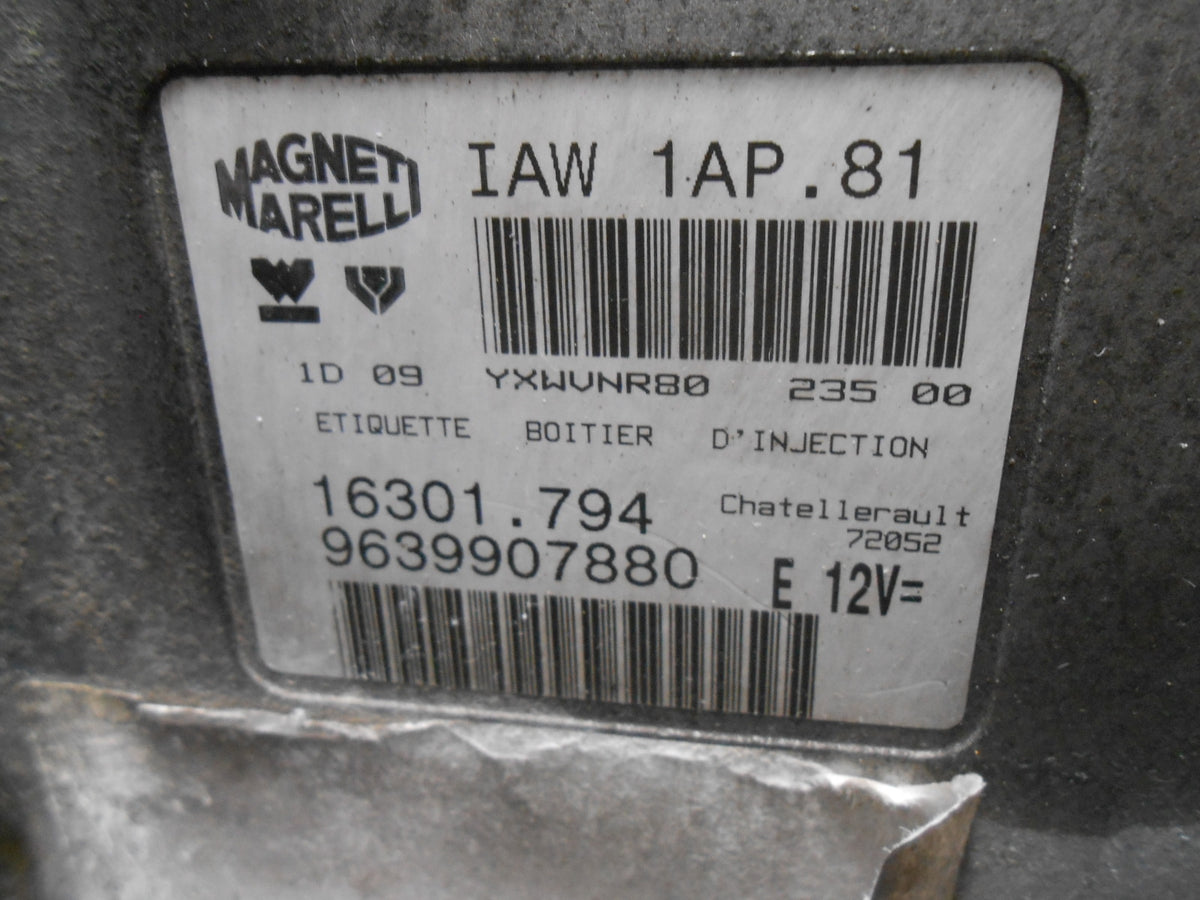 MAGNETI
MARELLI
IAW 1AP.81
1D 09 YXWVNR80 235 00
ETIQUETTE BOITIER D'INJECTION
16301.794
Chatellerault
72052
9639907880
E 12V=